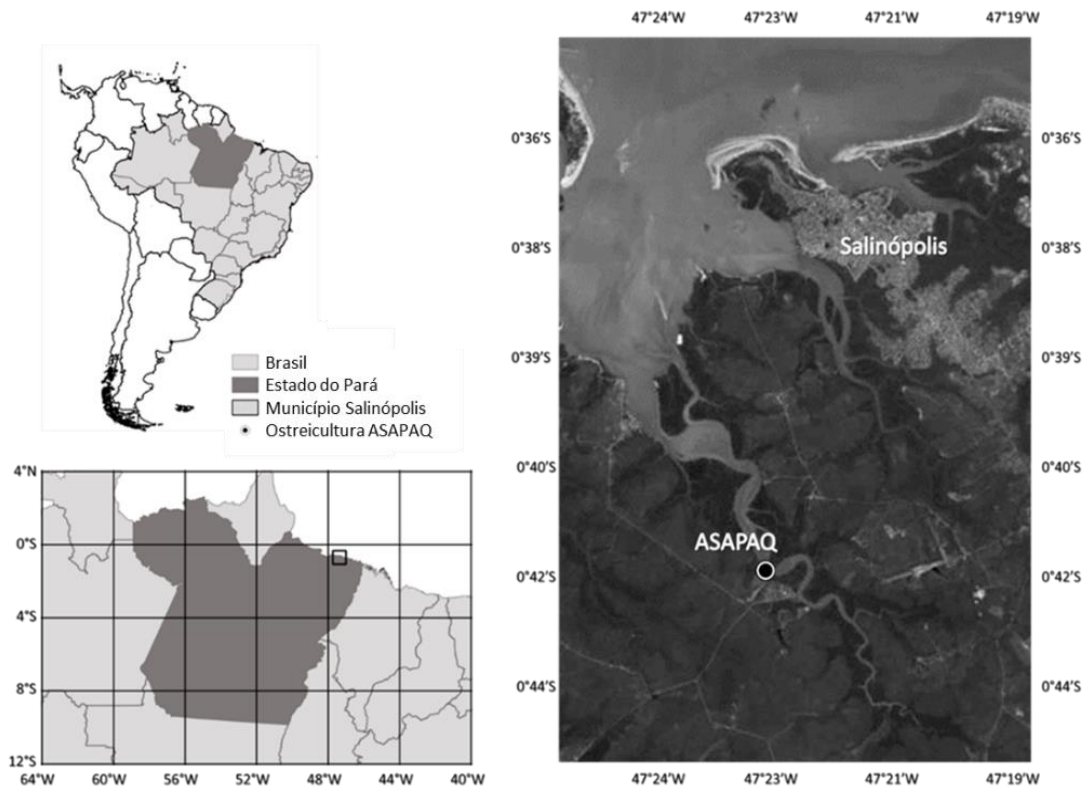 Brasil
Estado do Pará
Município Salinópolis
Ostreicultura ASAPAQ
4°N
0°S
4°S
8°S
12°S
64°W 60°W 56°W 52°W 48°W 44°W 40°W
47°24'W 47°23'W 47°21'W 47°19'W
0°36'S 0°36'S
0°38'S Salinópolis 0°38'S
0°39'S 0°39'S
0°40'S 0°40'S
ASAPAQ
0°42'S 0°42'S
0°44'S 0°44'S
47°24'W 47°23'W 47°21'W 47°19'W